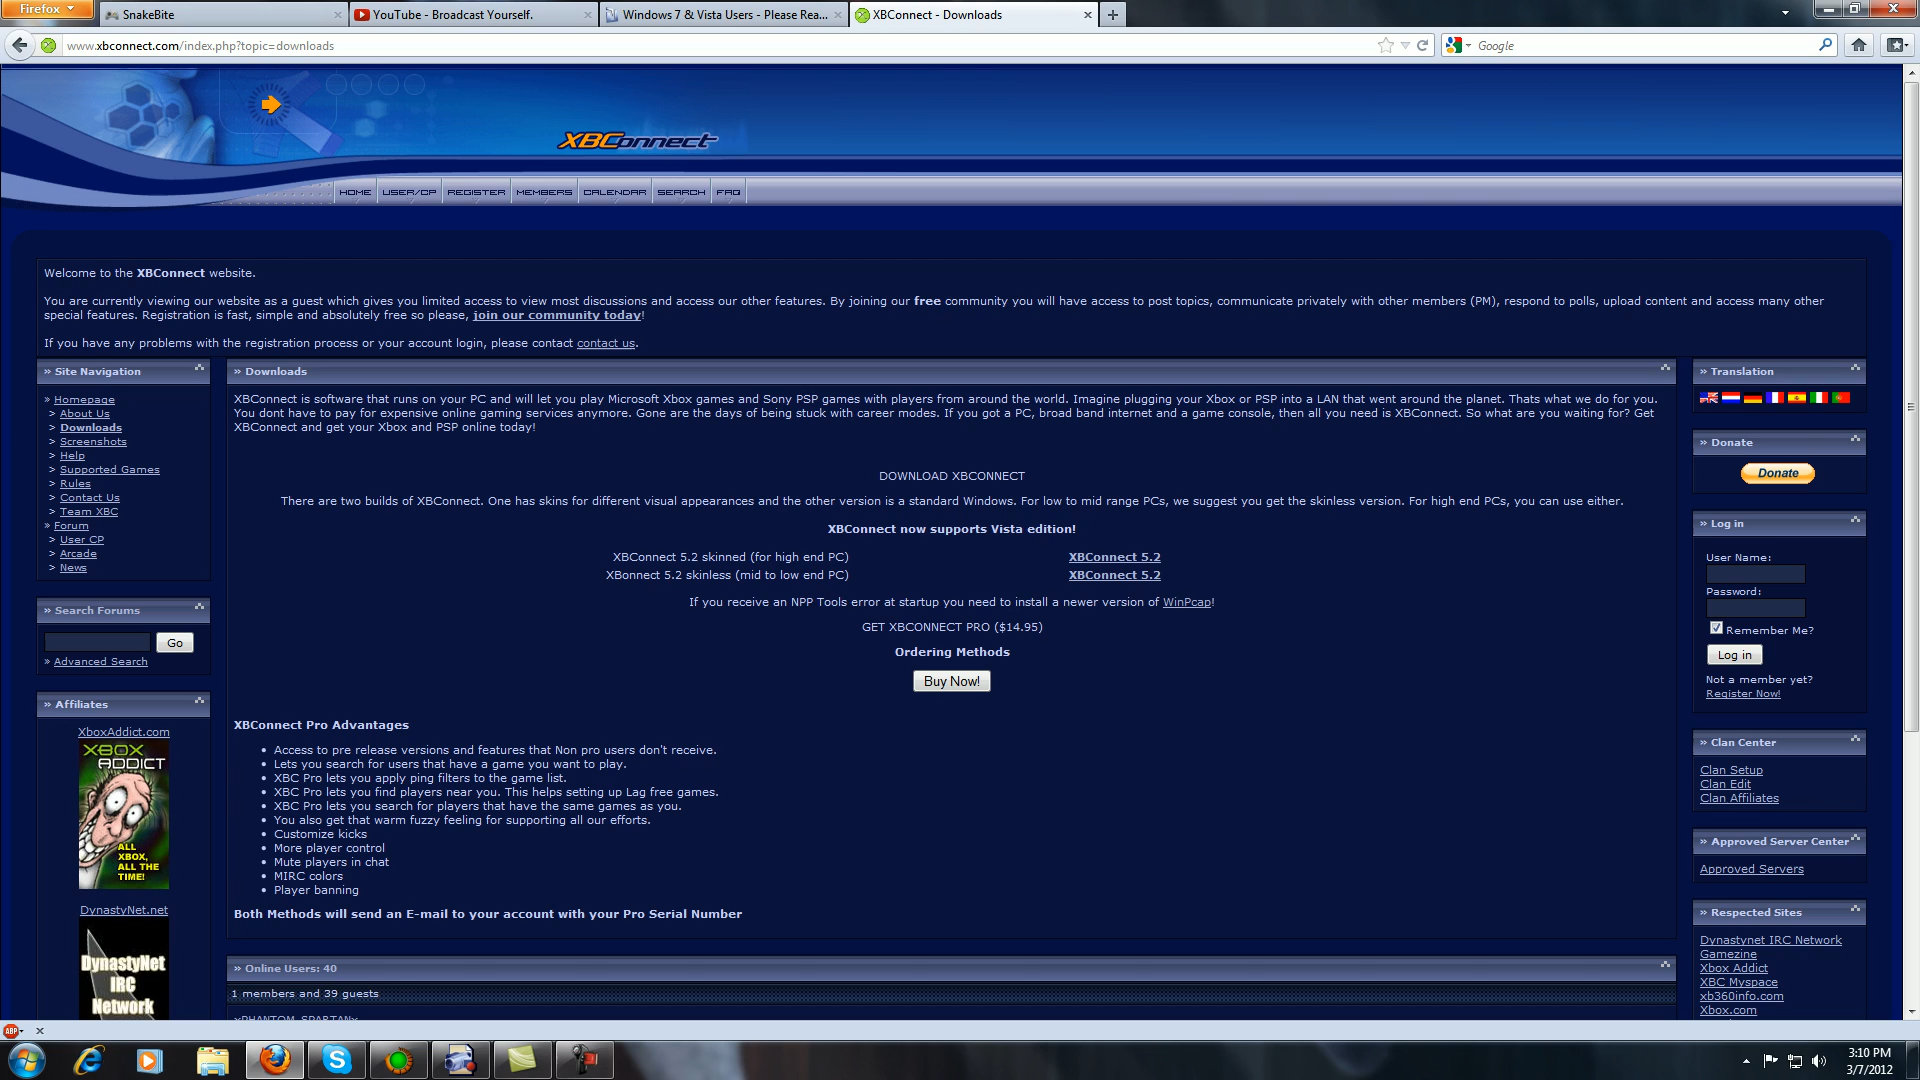 Firefox
SnakeBite
YouTube - Broadcast Yourself.
Windows 7 & Vista Users - Please Rea...
XBConnect - Downloads
www.xbconnect.com/index.php?topic=downloads
Google
XBConnect
HOME USER/CP REGISTER MEMBERS CALENDAR SEARCH FAQ
Welcome to the XBConnect website.
You are currently viewing our website as a guest which gives you limited access to view most discussions and access our other features. By joining our free community you will have access to post topics, communicate privately with other members (PM), respond to polls, upload content and access many other
special features. Registration is fast, simple and absolutely free so please, join our community today!
If you have any problems with the registration process or your account login, please contact contact us.
» Site Navigation
» Homepage
> About Us
> Downloads
> Screenshots
> Help
> Supported Games
> Rules
> Contact Us
> Team XBC
» Forum
> User CP
> Arcade
> News
» Search Forums
Go
» Advanced Search
» Affiliates
XboxAddict.com
XBOX
ADDICT
ALL
XBOX,
ALL THE
TIME!
DynastyNet.net
DynastyNet
IRC
Network
» Downloads
XBConnect is software that runs on your PC and will let you play Microsoft Xbox games and Sony PSP games with players from around the world. Imagine plugging your Xbox or PSP into a LAN that went around the planet. Thats what we do for you.
You dont have to pay for expensive online gaming services anymore. Gone are the days of being stuck with career modes. If you got a PC, broad band internet and a game console, then all you need is XBConnect. So what are you waiting for? Get
XBConnect and get your Xbox and PSP online today!
DOWNLOAD XBCONNECT
There are two builds of XBConnect. One has skins for different visual appearances and the other version is a standard Windows. For low to mid range PCs, we suggest you get the skinless version. For high end PCs, you can use either.
XBConnect now supports Vista edition!
XBConnect 5.2 skinned (for high end PC) XBConnect 5.2
XBonnect 5.2 skinless (mid to low end PC) XBConnect 5.2
If you receive an NPP Tools error at startup you need to install a newer version of WinPcap!
GET XBCONNECT PRO ($14.95)
Ordering Methods
Buy Now!
XBConnect Pro Advantages
• Access to pre release versions and features that Non pro users don't receive.
• Lets you search for users that have a game you want to play.
• XBC Pro lets you apply ping filters to the game list.
• XBC Pro lets you find players near you. This helps setting up Lag free games.
• XBC Pro lets you search for players that have the same games as you.
• You also get that warm fuzzy feeling for supporting all our efforts.
• Customize kicks
• More player control
• Mute players in chat
• MIRC colors
• Player banning
Both Methods will send an E-mail to your account with your Pro Serial Number
» Online Users: 40
1 members and 39 guests
<PHANTOM_SPARTAN>
» Translation
» Donate
Donate
» Log in
User Name:
Password:
Remember Me?
Log in
Not a member yet?
Register Now!
» Clan Center
Clan Setup
Clan Edit
Clan Affiliates
» Approved Server Center
Approved Servers
» Respected Sites
Dynastynet IRC Network
Gamezine
Xbox Addict
XBC Myspace
xb360info.com
Xbox.com
ABP
3:10 PM
3/7/2012